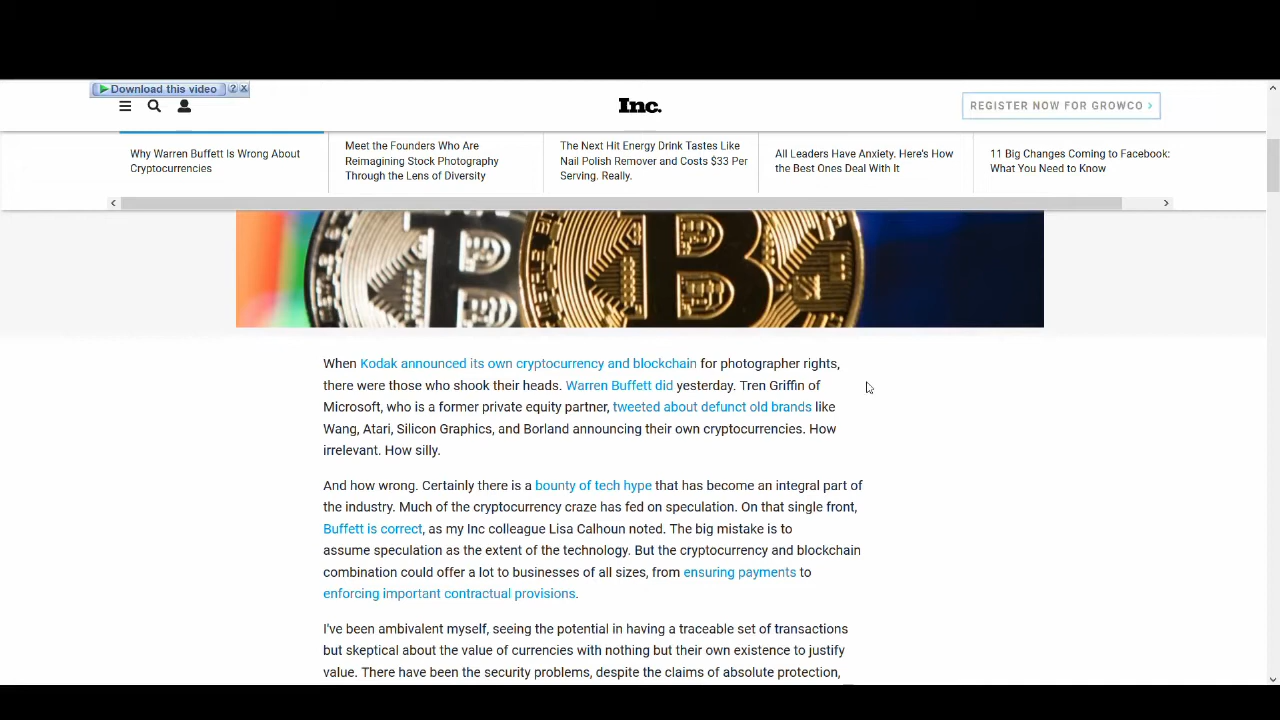 Download this video ? X
Inc.
REGISTER NOW FOR GROWCO
Why Warren Buffett Is Wrong About
Cryptocurrencies
Meet the Founders Who Are
Reimagining Stock Photography
Through the Lens of Diversity
The Next Hit Energy Drink Tastes Like
Nail Polish Remover and Costs $33 Per
Serving. Really.
All Leaders Have Anxiety. Here's How
the Best Ones Deal With It
11 Big Changes Coming to Facebook:
What You Need to Know
When Kodak announced its own cryptocurrency and blockchain for photographer rights,
there were those who shook their heads. Warren Buffett did yesterday. Tren Griffin of
Microsoft, who is a former private equity partner, tweeted about defunct old brands like
Wang, Atari, Silicon Graphics, and Borland announcing their own cryptocurrencies. How
irrelevant. How silly.
And how wrong. Certainly there is a bounty of tech hype that has become an integral part of
the industry. Much of the cryptocurrency craze has fed on speculation. On that single front,
Buffett is correct, as my Inc colleague Lisa Calhoun noted. The big mistake is to
assume speculation as the extent of the technology. But the cryptocurrency and blockchain
combination could offer a lot to businesses of all sizes, from ensuring payments to
enforcing important contractual provisions.
I've been ambivalent myself, seeing the potential in having a traceable set of transactions
but skeptical about the value of currencies with nothing but their own existence to justify
value. There have been the security problems, despite the claims of absolute protection,